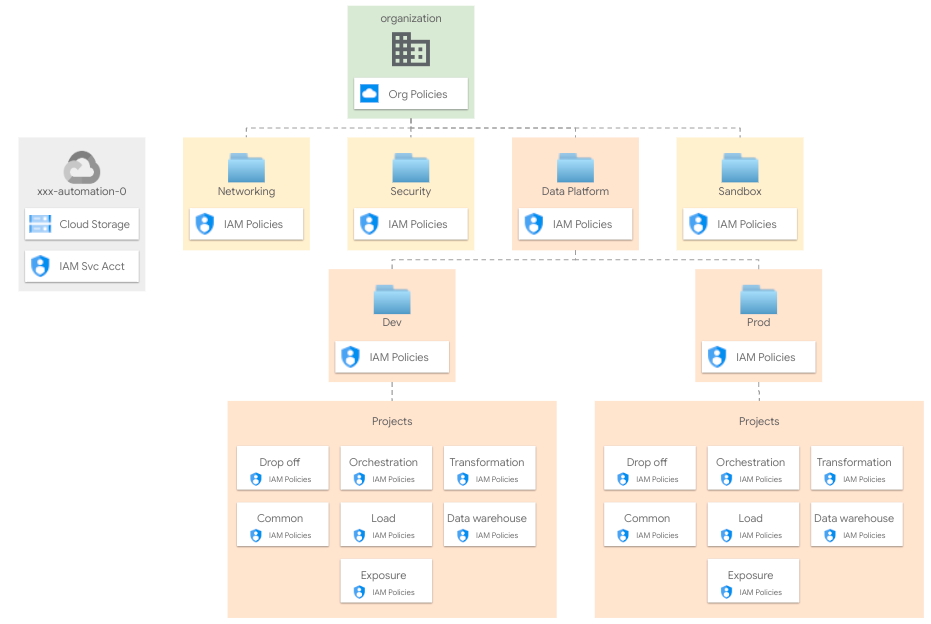 organization
Org Policies
xxx-automation-0
Cloud Storage
IAM Svc Acct
Networking
IAM Policies
Security
IAM Policies
Data Platform
IAM Policies
Sandbox
IAM Policies
Dev
IAM Policies
Prod
IAM Policies
Projects
Drop off
IAM Policies
Orchestration
IAM Policies
Transformation
IAM Policies
Common
IAM Policies
Load
IAM Policies
Data warehouse
IAM Policies
Exposure
IAM Policies
Projects
Drop off
IAM Policies
Orchestration
IAM Policies
Transformation
IAM Policies
Common
IAM Policies
Load
IAM Policies
Data warehouse
IAM Policies
Exposure
IAM Policies